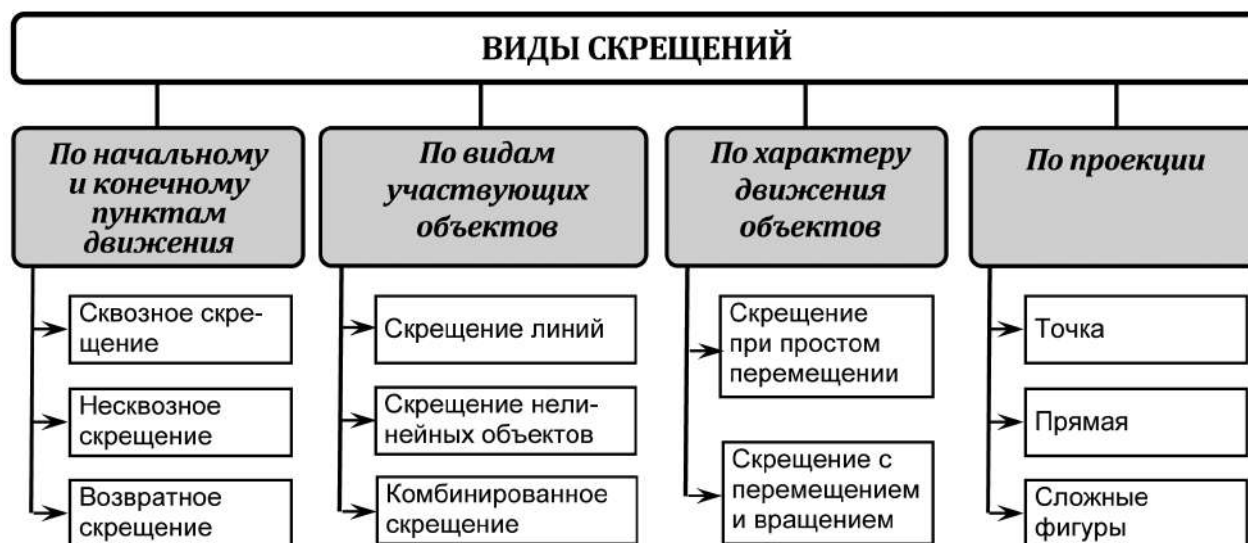 ВИДЫ СКРЕЩЕНИЙ
По начальному
и конечному
пунктам
движения
Сквозное скре-
щение
Несквозное
скрещение
Возвратное
скрещение
По видам
участвующих
объектов
Скрещение линий
Скрещение нели-
нейных объектов
Комбинированное
скрещение
По характеру
движения
объектов
Скрещение
при простом
перемещении
Скрещение с
перемещением
и вращением
По проекции
Точка
Прямая
Сложные
фигуры